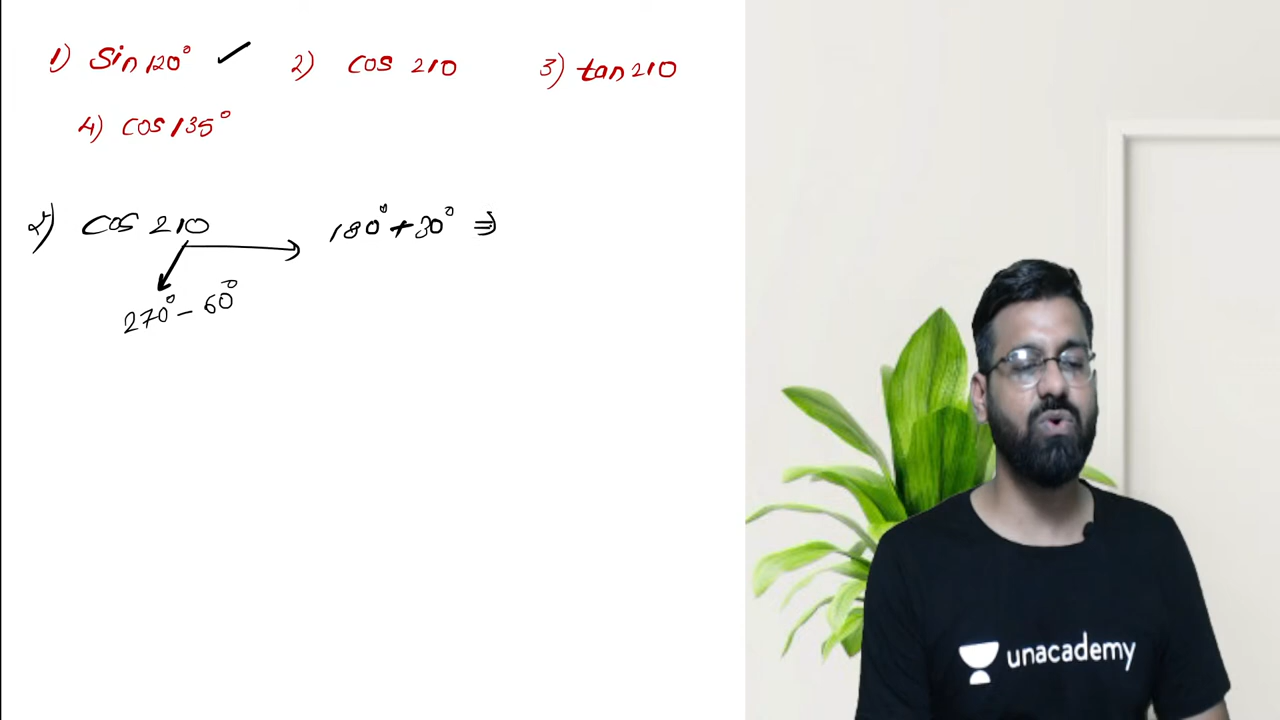 1) Sin 120° ✓ 2) cos 210 3) tan 210
4) cos 135°
2) cos 210 180° + 30° ⇒
270° - 60°
unacademy